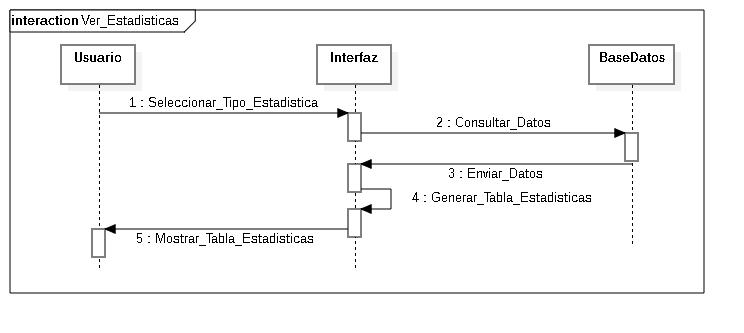 interaction Ver_Estadisticas
Usuario
Interfaz
BaseDatos
1 : Seleccionar_Tipo_Estadistica
2 : Consultar_Datos
3 : Enviar_Datos
4 : Generar_Tabla_Estadisticas
5 : Mostrar_Tabla_Estadisticas